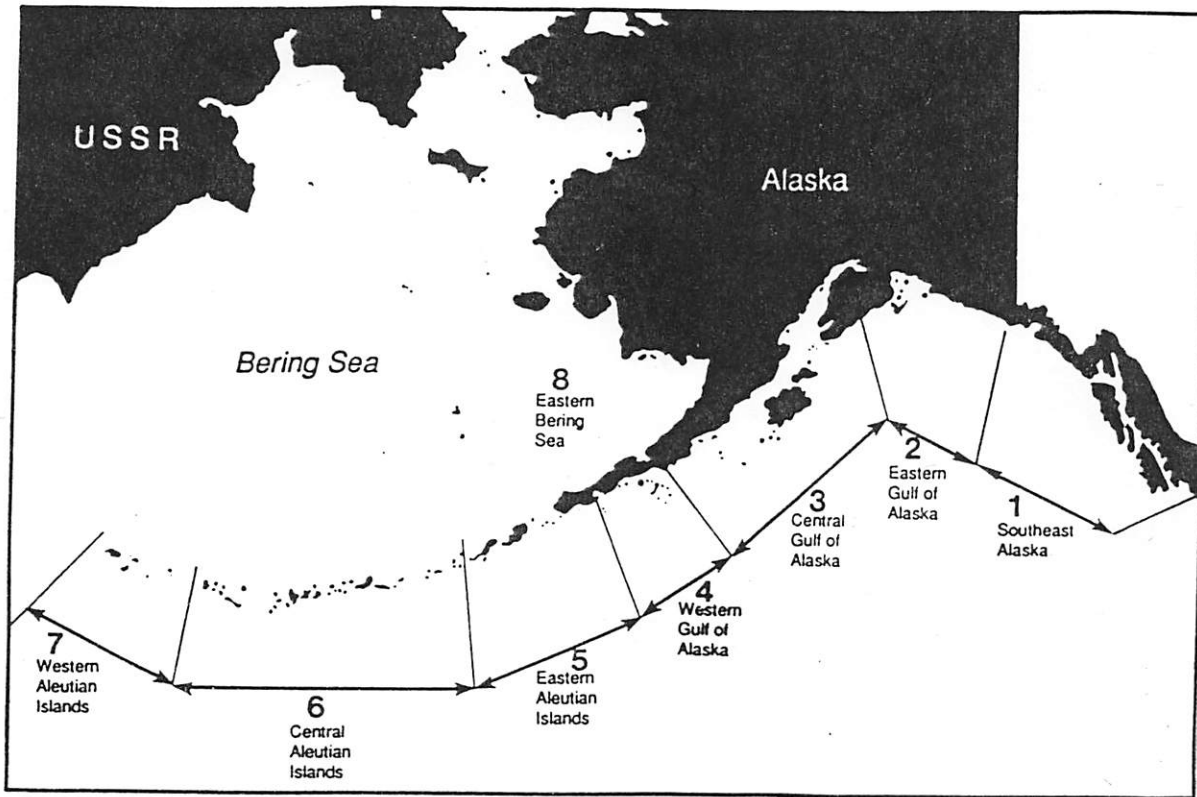 USSR
Alaska
Bering Sea
8
Eastern
Bering
Sea
2
Eastern
Gulf of
Alaska
1
Southeast
Alaska
3
Central
Gulf of
Alaska
4
Western
Gulf of
Alaska
5
Eastern
Aleutian
Islands
6
Central
Aleutian
Islands
7
Western
Aleutian
Islands